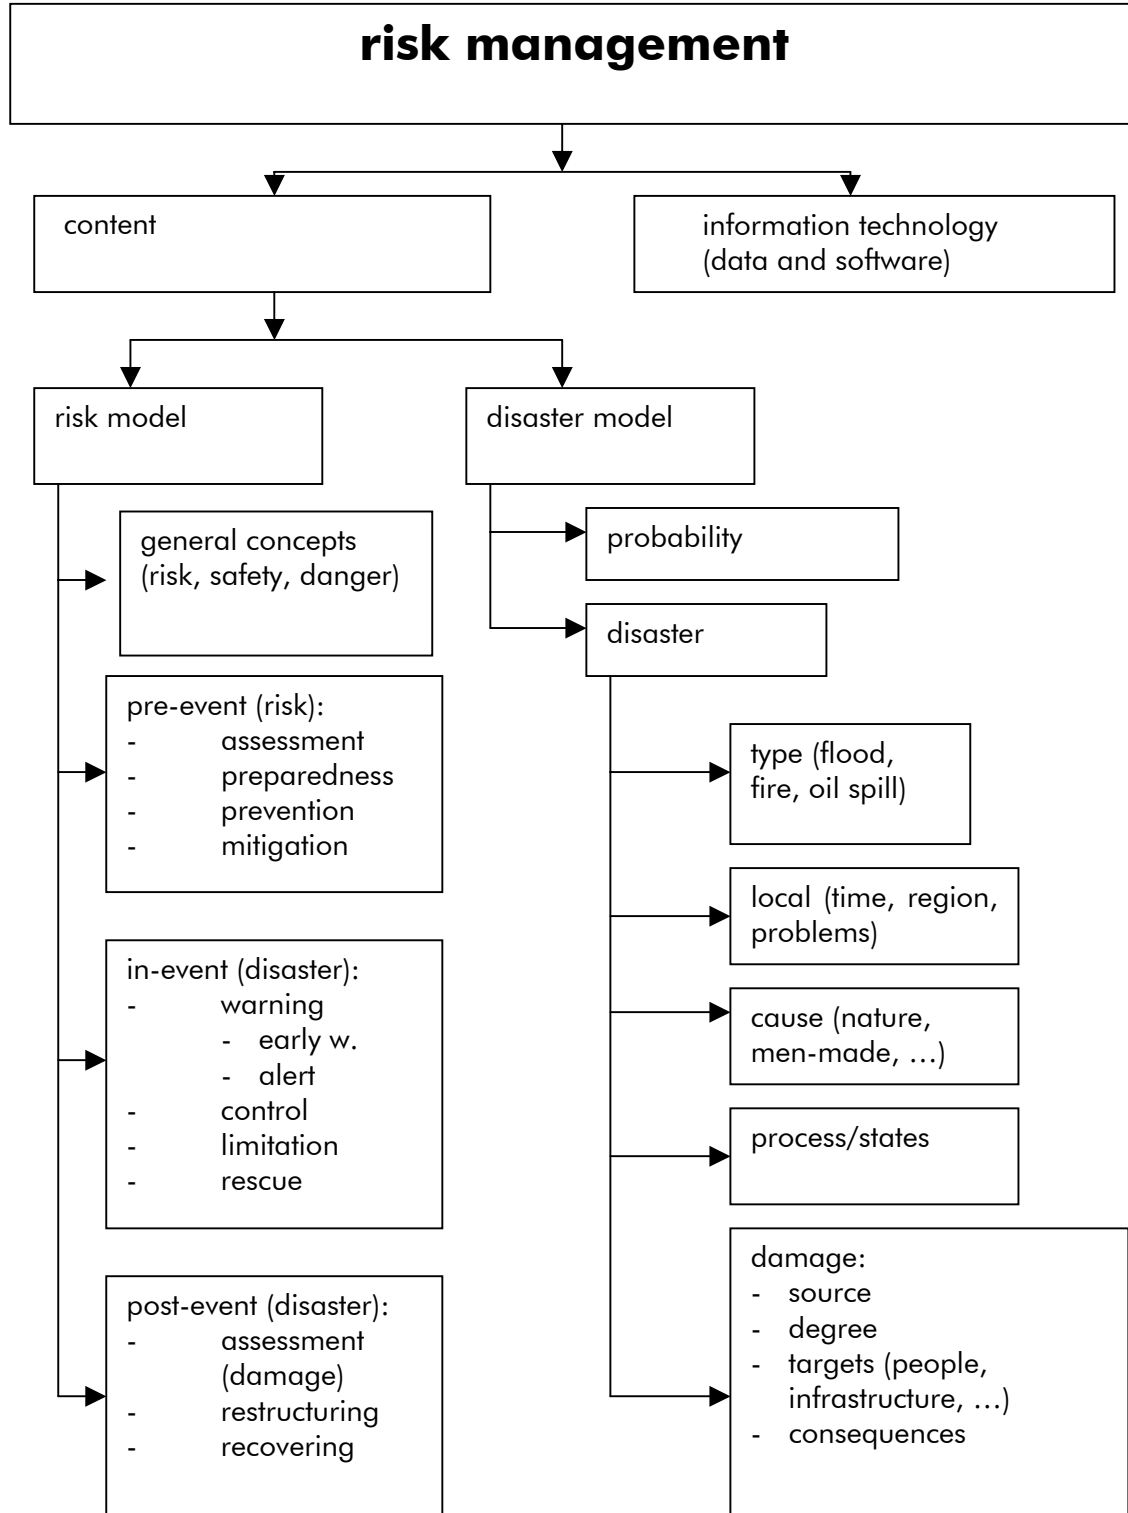 risk management
content
information technology
(data and software)
risk model
disaster model
general concepts
(risk, safety, danger)
probability
disaster
pre-event (risk):
- assessment
- preparedness
- prevention
- mitigation
type (flood,
fire, oil spill)
local (time, region,
problems)
in-event (disaster):
- warning
- early w.
- alert
- control
- limitation
- rescue
cause (nature,
men-made, ...)
process/states
post-event (disaster):
- assessment
(damage)
- restructuring
- recovering
damage:
- source
- degree
- targets (people,
infrastructure, ...)
- consequences